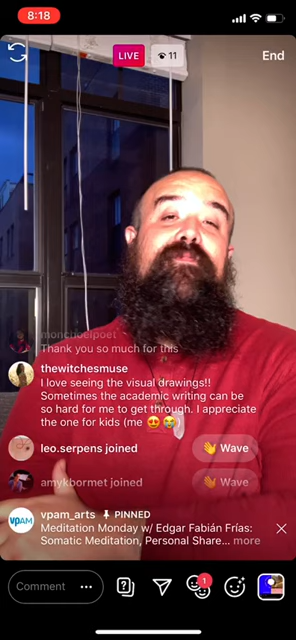 8:18
LIVE
11
End
Thank you so much for this
thewitchesmuse
I love seeing the visual drawings!!
Sometimes the academic writing can be
so hard for me to get through. I appreciate
the one for kids (me 😍😭)
leo.serpens joined
👋 Wave
amykbormet joined
👋 Wave
VPAM
vpam_arts PINNED
Meditation Monday w/ Edgar Fabián Frías:
Somatic Meditation, Personal Share... more
Comment
1